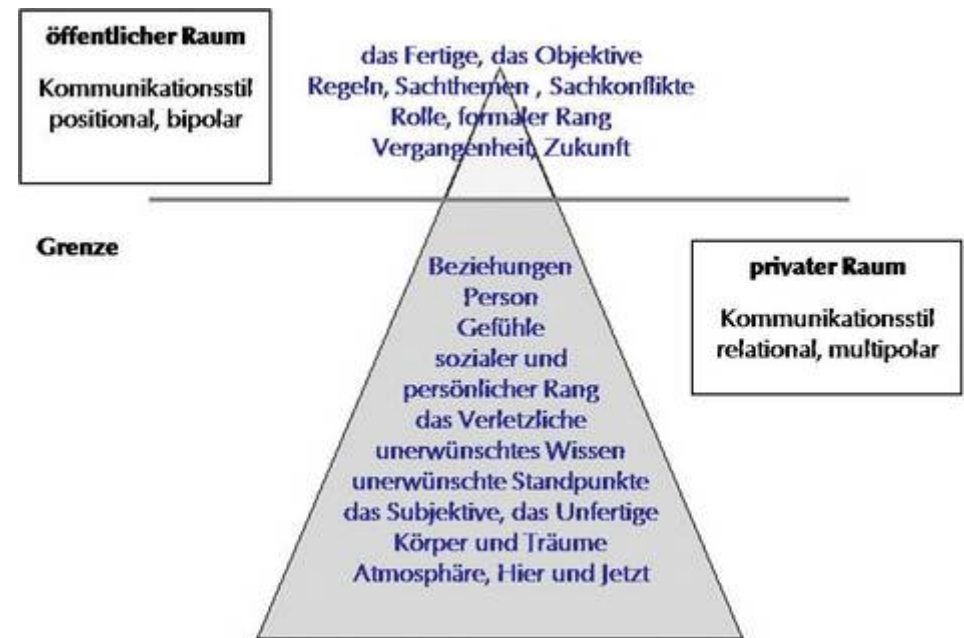 öffentlicher Raum
Kommunikationsstil
positional, bipolar
das Fertige, das Objektive
Regeln, Sachthemen , Sachkonflikte
Rolle, formaler Rang
Vergangenheit, Zukunft
Grenze
Beziehungen
Person
Gefühle
sozialer und
persönlicher Rang
das Verletzliche
unerwünschtes Wissen
unerwünschte Standpunkte
das Subjektive, das Unfertige
Körper und Träume
Atmosphäre, Hier und Jetzt
privater Raum
Kommunikationsstil
relational, multipolar